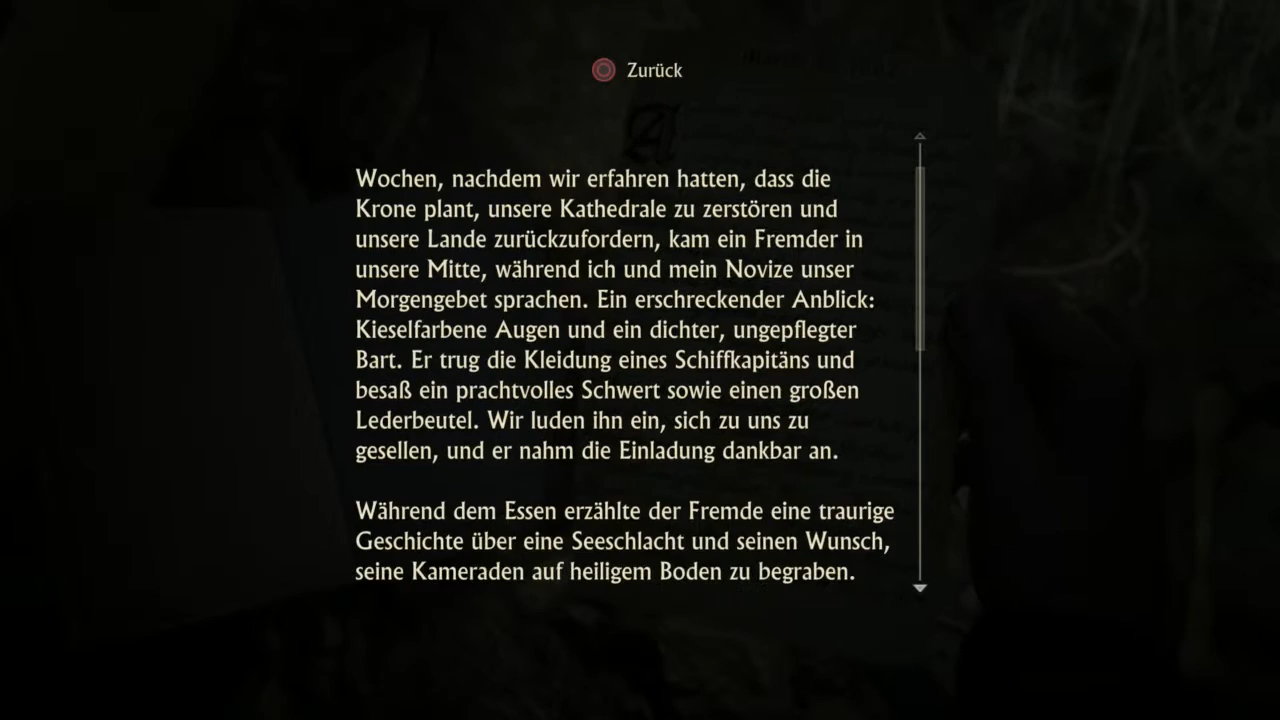 Zurück
Wochen, nachdem wir erfahren hatten, dass die
Krone plant, unsere Kathedrale zu zerstören und
unsere Lande zurückzufordern, kam ein Fremder in
unsere Mitte, während ich und mein Novize unser
Morgengebet sprachen. Ein erschreckender Anblick:
Kieselfarbene Augen und ein dichter, ungepflegter
Bart. Er trug die Kleidung eines Schiffkapitäns und
besaß ein prachtvolles Schwert sowie einen großen
Lederbeutel. Wir luden ihn ein, sich zu uns zu
gesellen, und er nahm die Einladung dankbar an.
Während dem Essen erzählte der Fremde eine traurige
Geschichte über eine Seeschlacht und seinen Wunsch,
seine Kameraden auf heiligem Boden zu begraben.